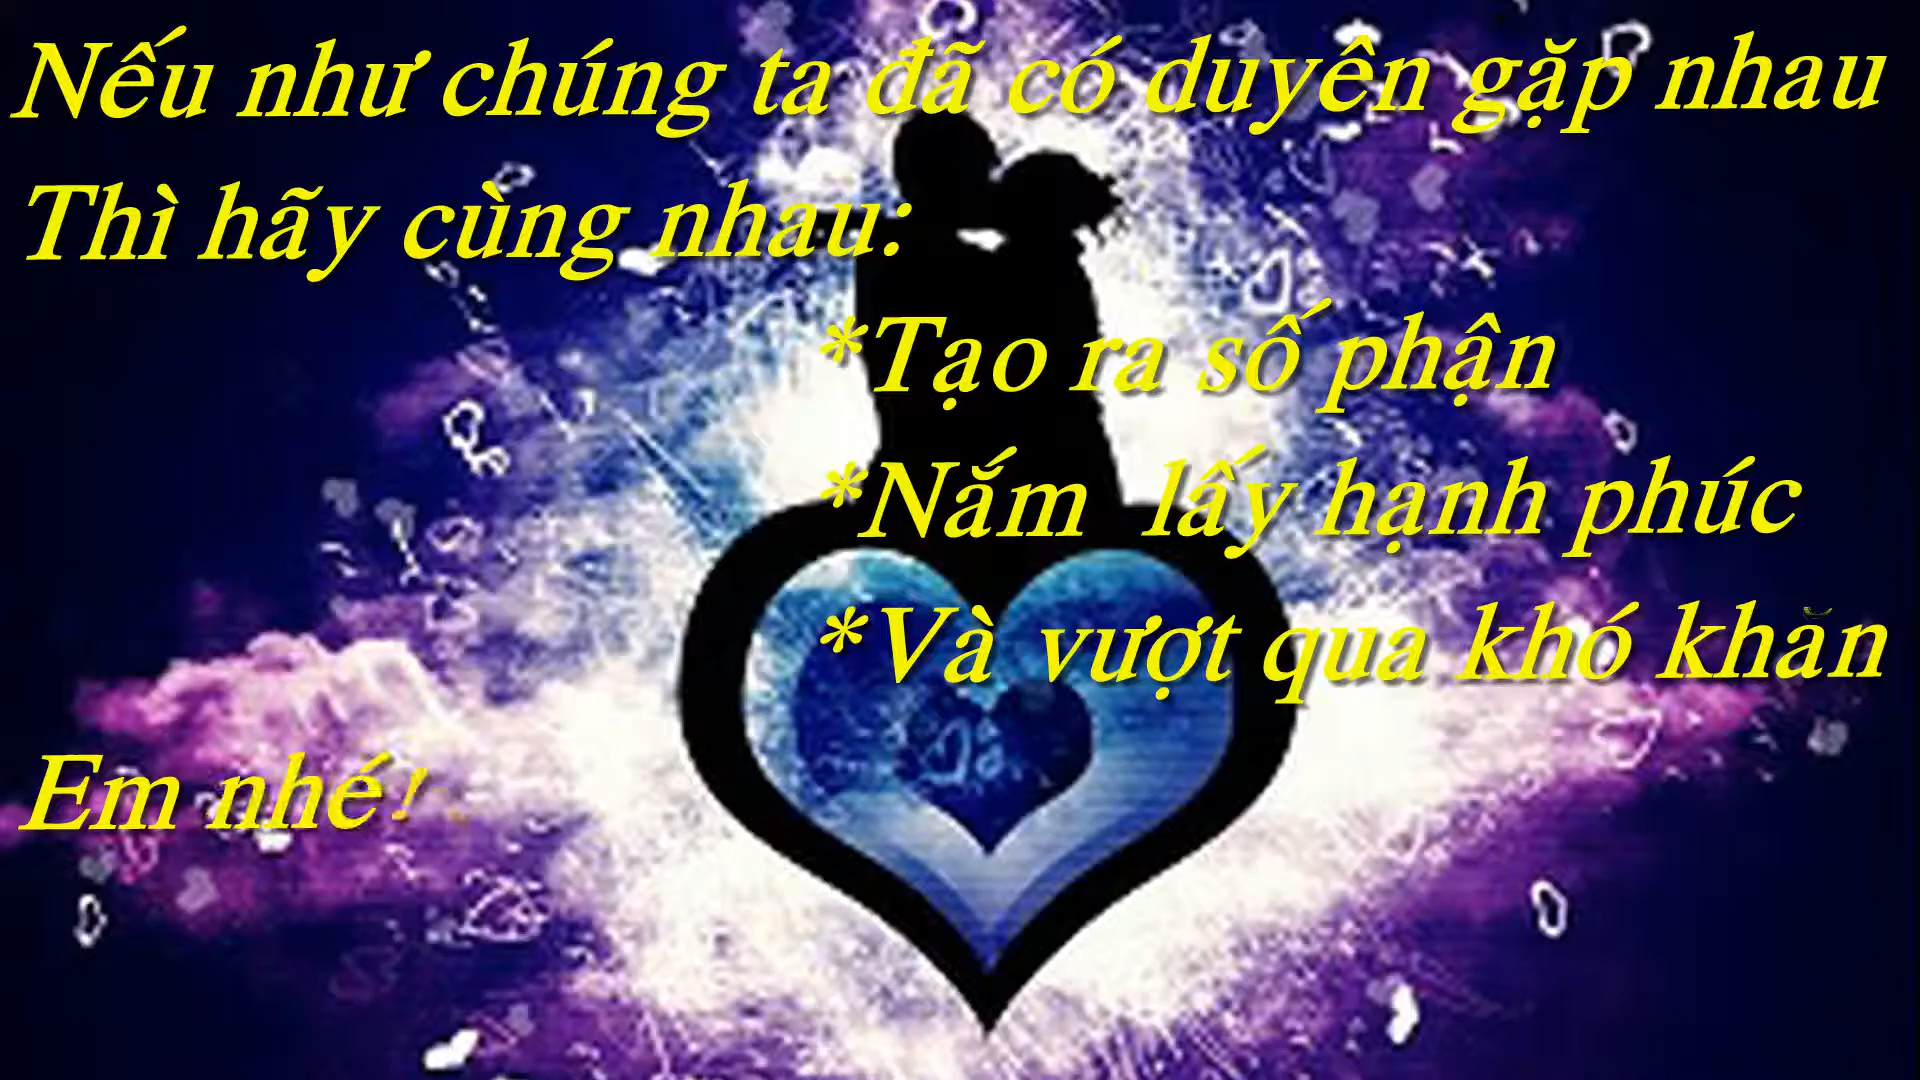 Nếu như chúng ta đã có duyên gặp nhau
Thì hãy cùng nhau:
*Tạo ra số phận
*Nắm lấy hạnh phúc
*Và vượt qua khó khăn
Em nhé!